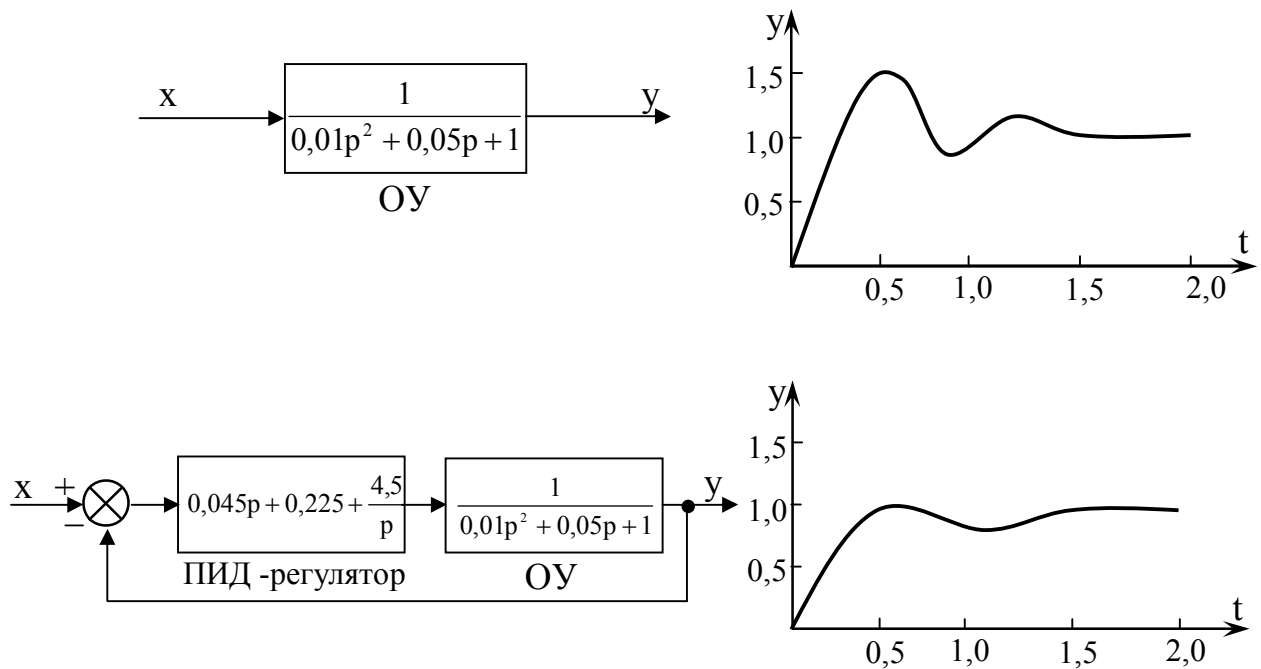 x
1
0,01p² + 0,05p + 1
y
ОУ
y
1,5
1,0
0,5
0,5 1,0 1,5 2,0
t
x
+
−
0,045p + 0,225 + 4,5
p
ПИД -регулятор
1
0,01p² + 0,05p + 1
ОУ
y
y
1,5
1,0
0,5
0,5 1,0 1,5 2,0
t